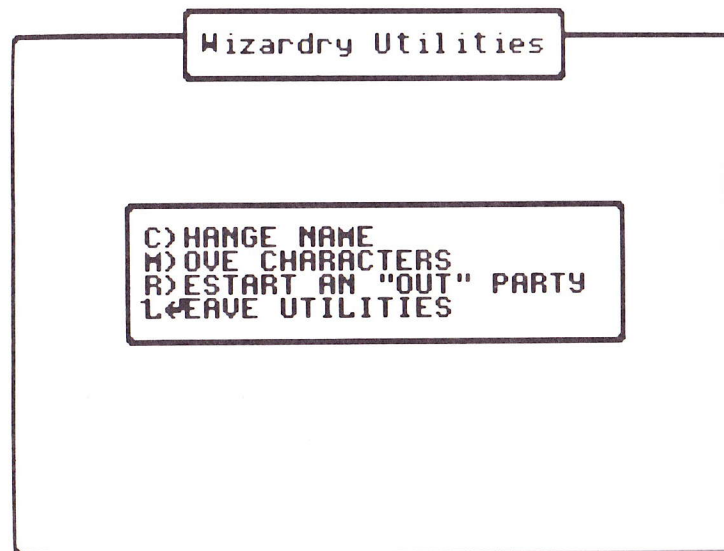 Wizardry Utilities
C)HANGE NAME
M)OVE CHARACTERS
R)ESTART AN "OUT" PARTY
L↵EAVE UTILITIES